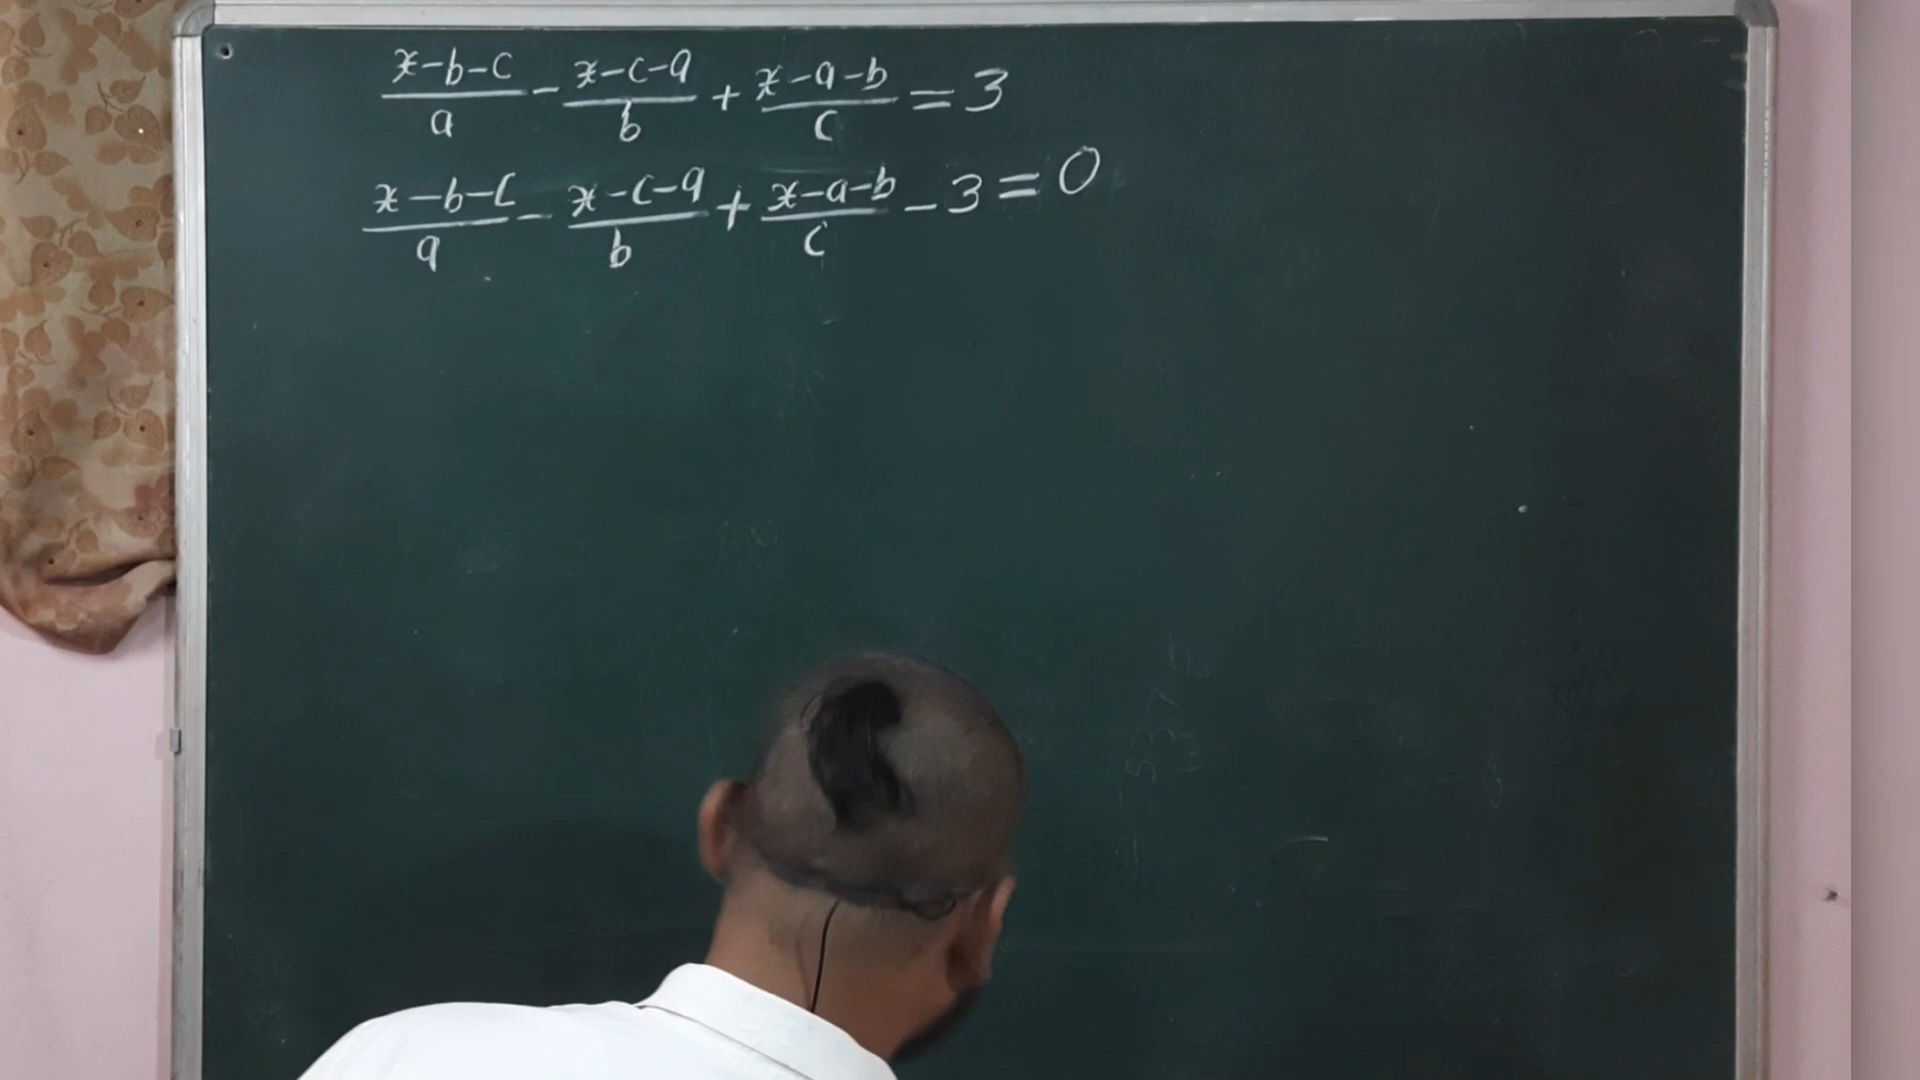 x-b-c/a - x-c-a/b + x-a-b/c = 3
x-b-c/a - x-c-a/b + x-a-b/c - 3 = 0